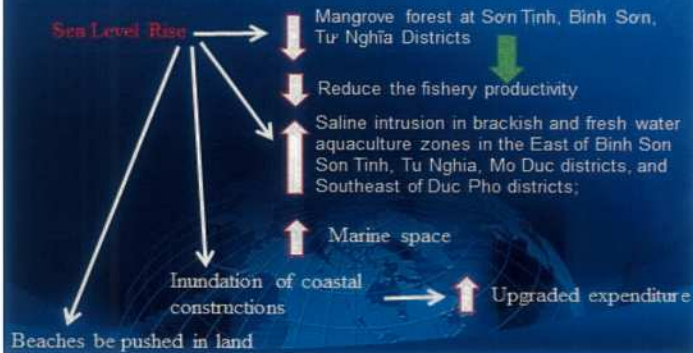 Sea Level Rise
Mangrove forest at Sơn Tịnh, Bình Sơn,
Tư Nghĩa Districts
Reduce the fishery productivity
Saline intrusion in brackish and fresh water
aquaculture zones in the East of Binh Son
Son Tinh, Tu Nghia, Mo Duc districts, and
Southeast of Duc Pho districts;
Marine space
Inundation of coastal
constructions
Upgraded expenditure
Beaches be pushed in land